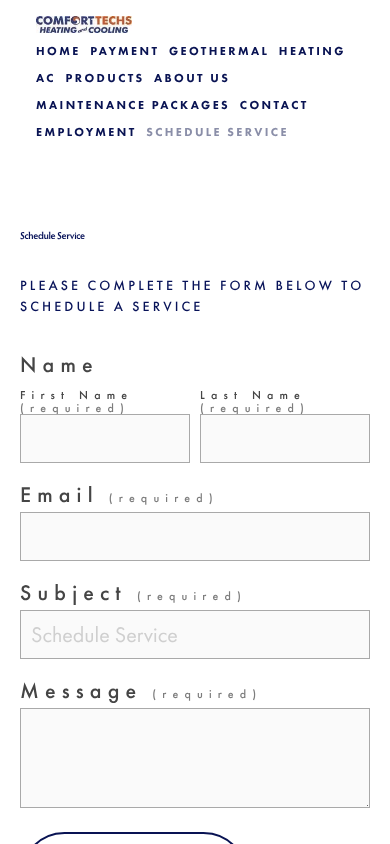 COMFORTTECHS
HEATING and COOLING
HOME PAYMENT GEOTHERMAL HEATING
AC PRODUCTS ABOUT US
MAINTENANCE PACKAGES CONTACT
EMPLOYMENT SCHEDULE SERVICE
Schedule Service
PLEASE COMPLETE THE FORM BELOW TO
SCHEDULE A SERVICE
Name
First Name Last Name
(required) (required)
Email (required)
Subject (required)
Schedule Service
Message (required)